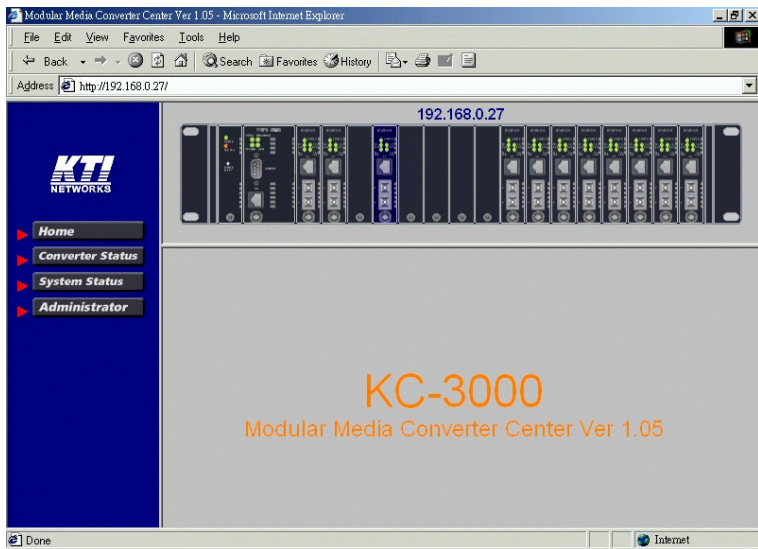 Modular Media Converter Center Ver 1.05 - Microsoft Internet Explorer
File Edit View Favorites Tools Help
Back Search Favorites History
Address http://192.168.0.27/
192.168.0.27
KTI
NETWORKS
Home
Converter Status
System Status
Administrator
KC-3000
Modular Media Converter Center Ver 1.05
Done Internet